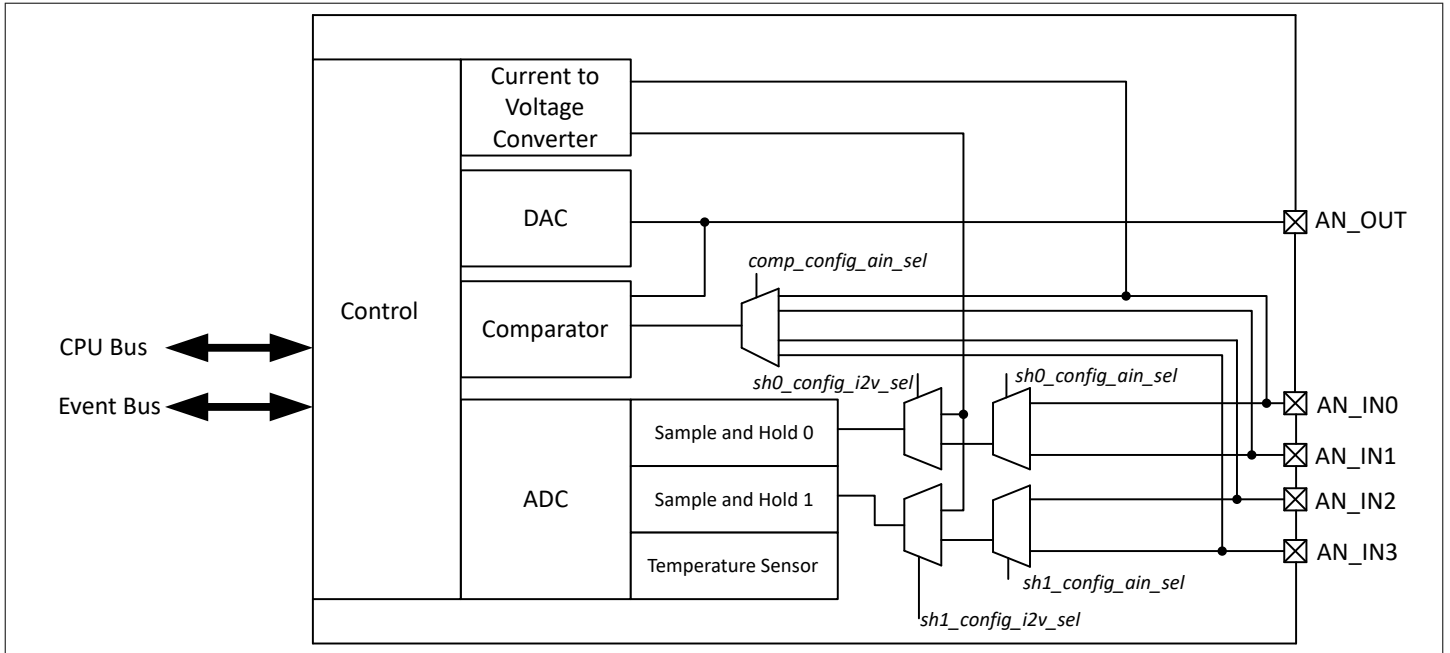 Current to
Voltage
Converter
DAC
AN_OUT
comp_config_ain_sel
Control
Comparator
CPU Bus
sh0_config_i2v_sel
sh0_config_ain_sel
Event Bus
AN_IN0
Sample and Hold 0
AN_IN1
ADC
Sample and Hold 1
AN_IN2
AN_IN3
Temperature Sensor
sh1_config_ain_sel
sh1_config_i2v_sel